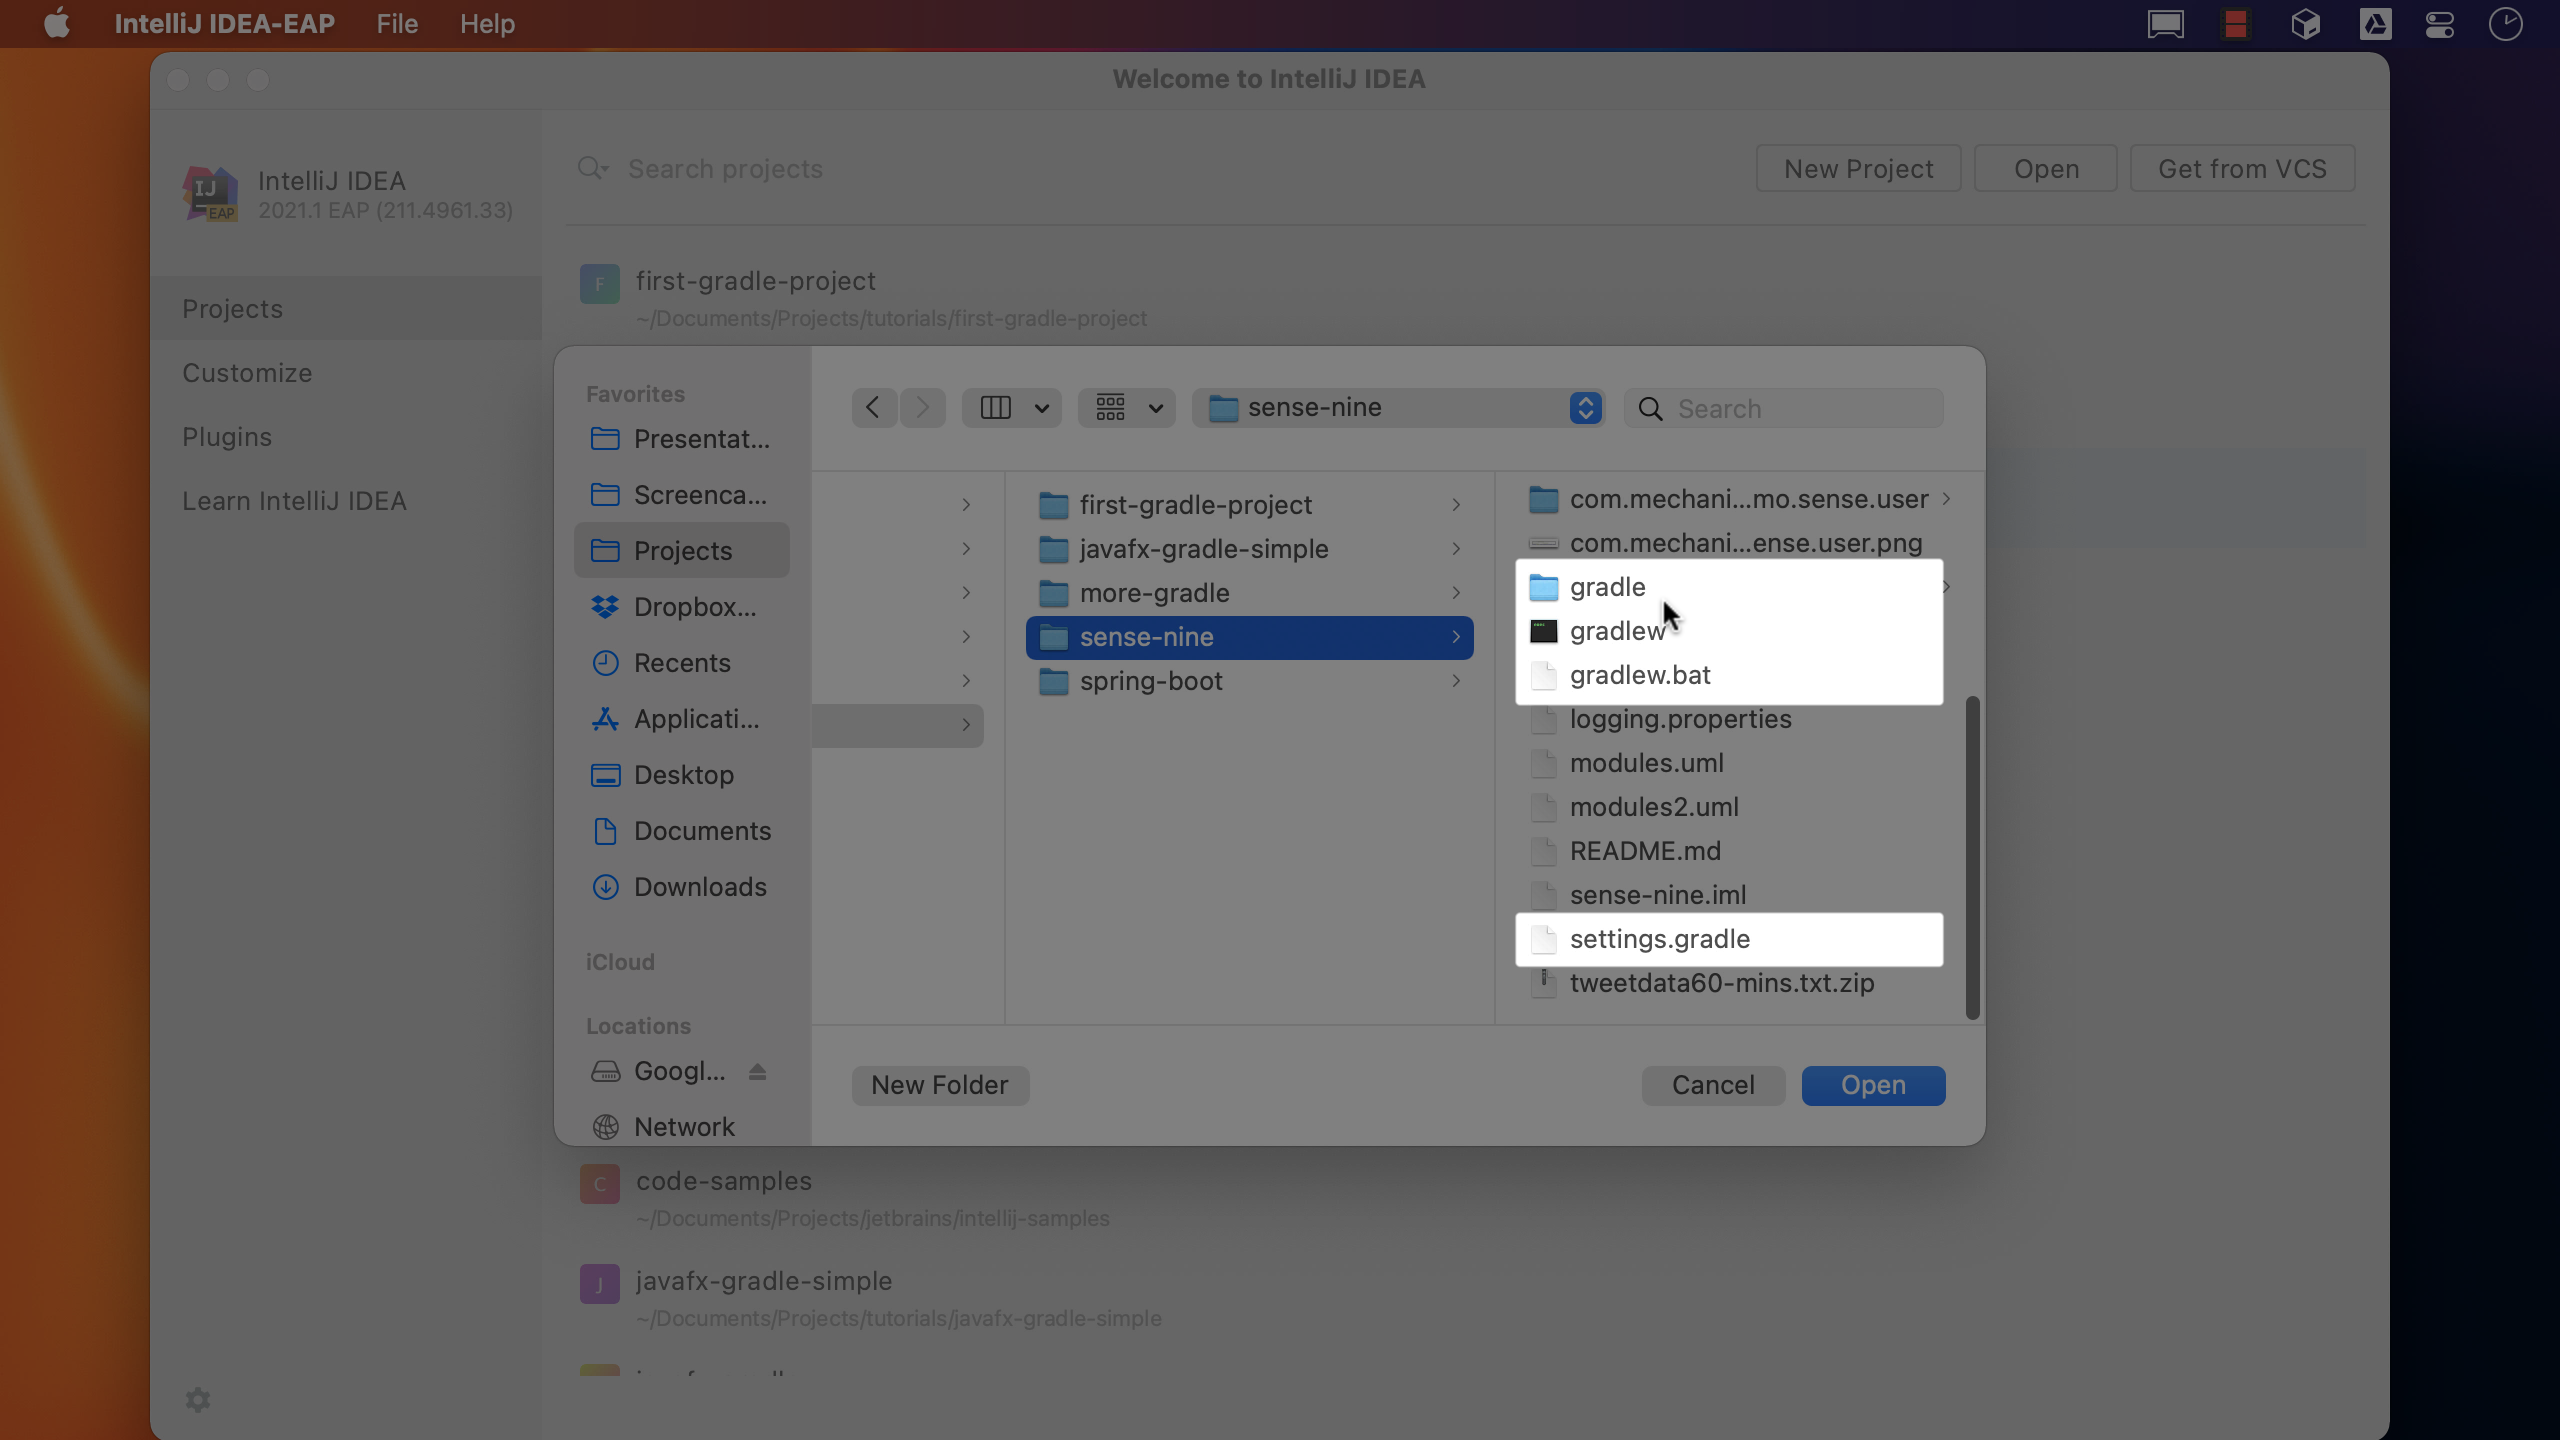 IntelliJ IDEA-EAP File Help
Welcome to IntelliJ IDEA
IJ
EAP
IntelliJ IDEA
2021.1 EAP (211.4961.33)
Projects
Customize
Plugins
Learn IntelliJ IDEA
Search projects
New Project
Open
Get from VCS
F
first-gradle-project
~/Documents/Projects/tutorials/first-gradle-project
Favorites
Presentat...
Screenca...
Projects
Dropbox...
Recents
Applicati...
Desktop
Documents
Downloads
iCloud
Locations
Googl...
Network
sense-nine
Search
first-gradle-project
javafx-gradle-simple
more-gradle
sense-nine
spring-boot
com.mechani...mo.sense.user
com.mechani...ense.user.png
gradle
gradlew
gradlew.bat
logging.properties
modules.uml
modules2.uml
README.md
sense-nine.iml
settings.gradle
tweetdata60-mins.txt.zip
New Folder
Cancel
Open
C
code-samples
~/Documents/Projects/jetbrains/intellij-samples
J
javafx-gradle-simple
~/Documents/Projects/tutorials/javafx-gradle-simple